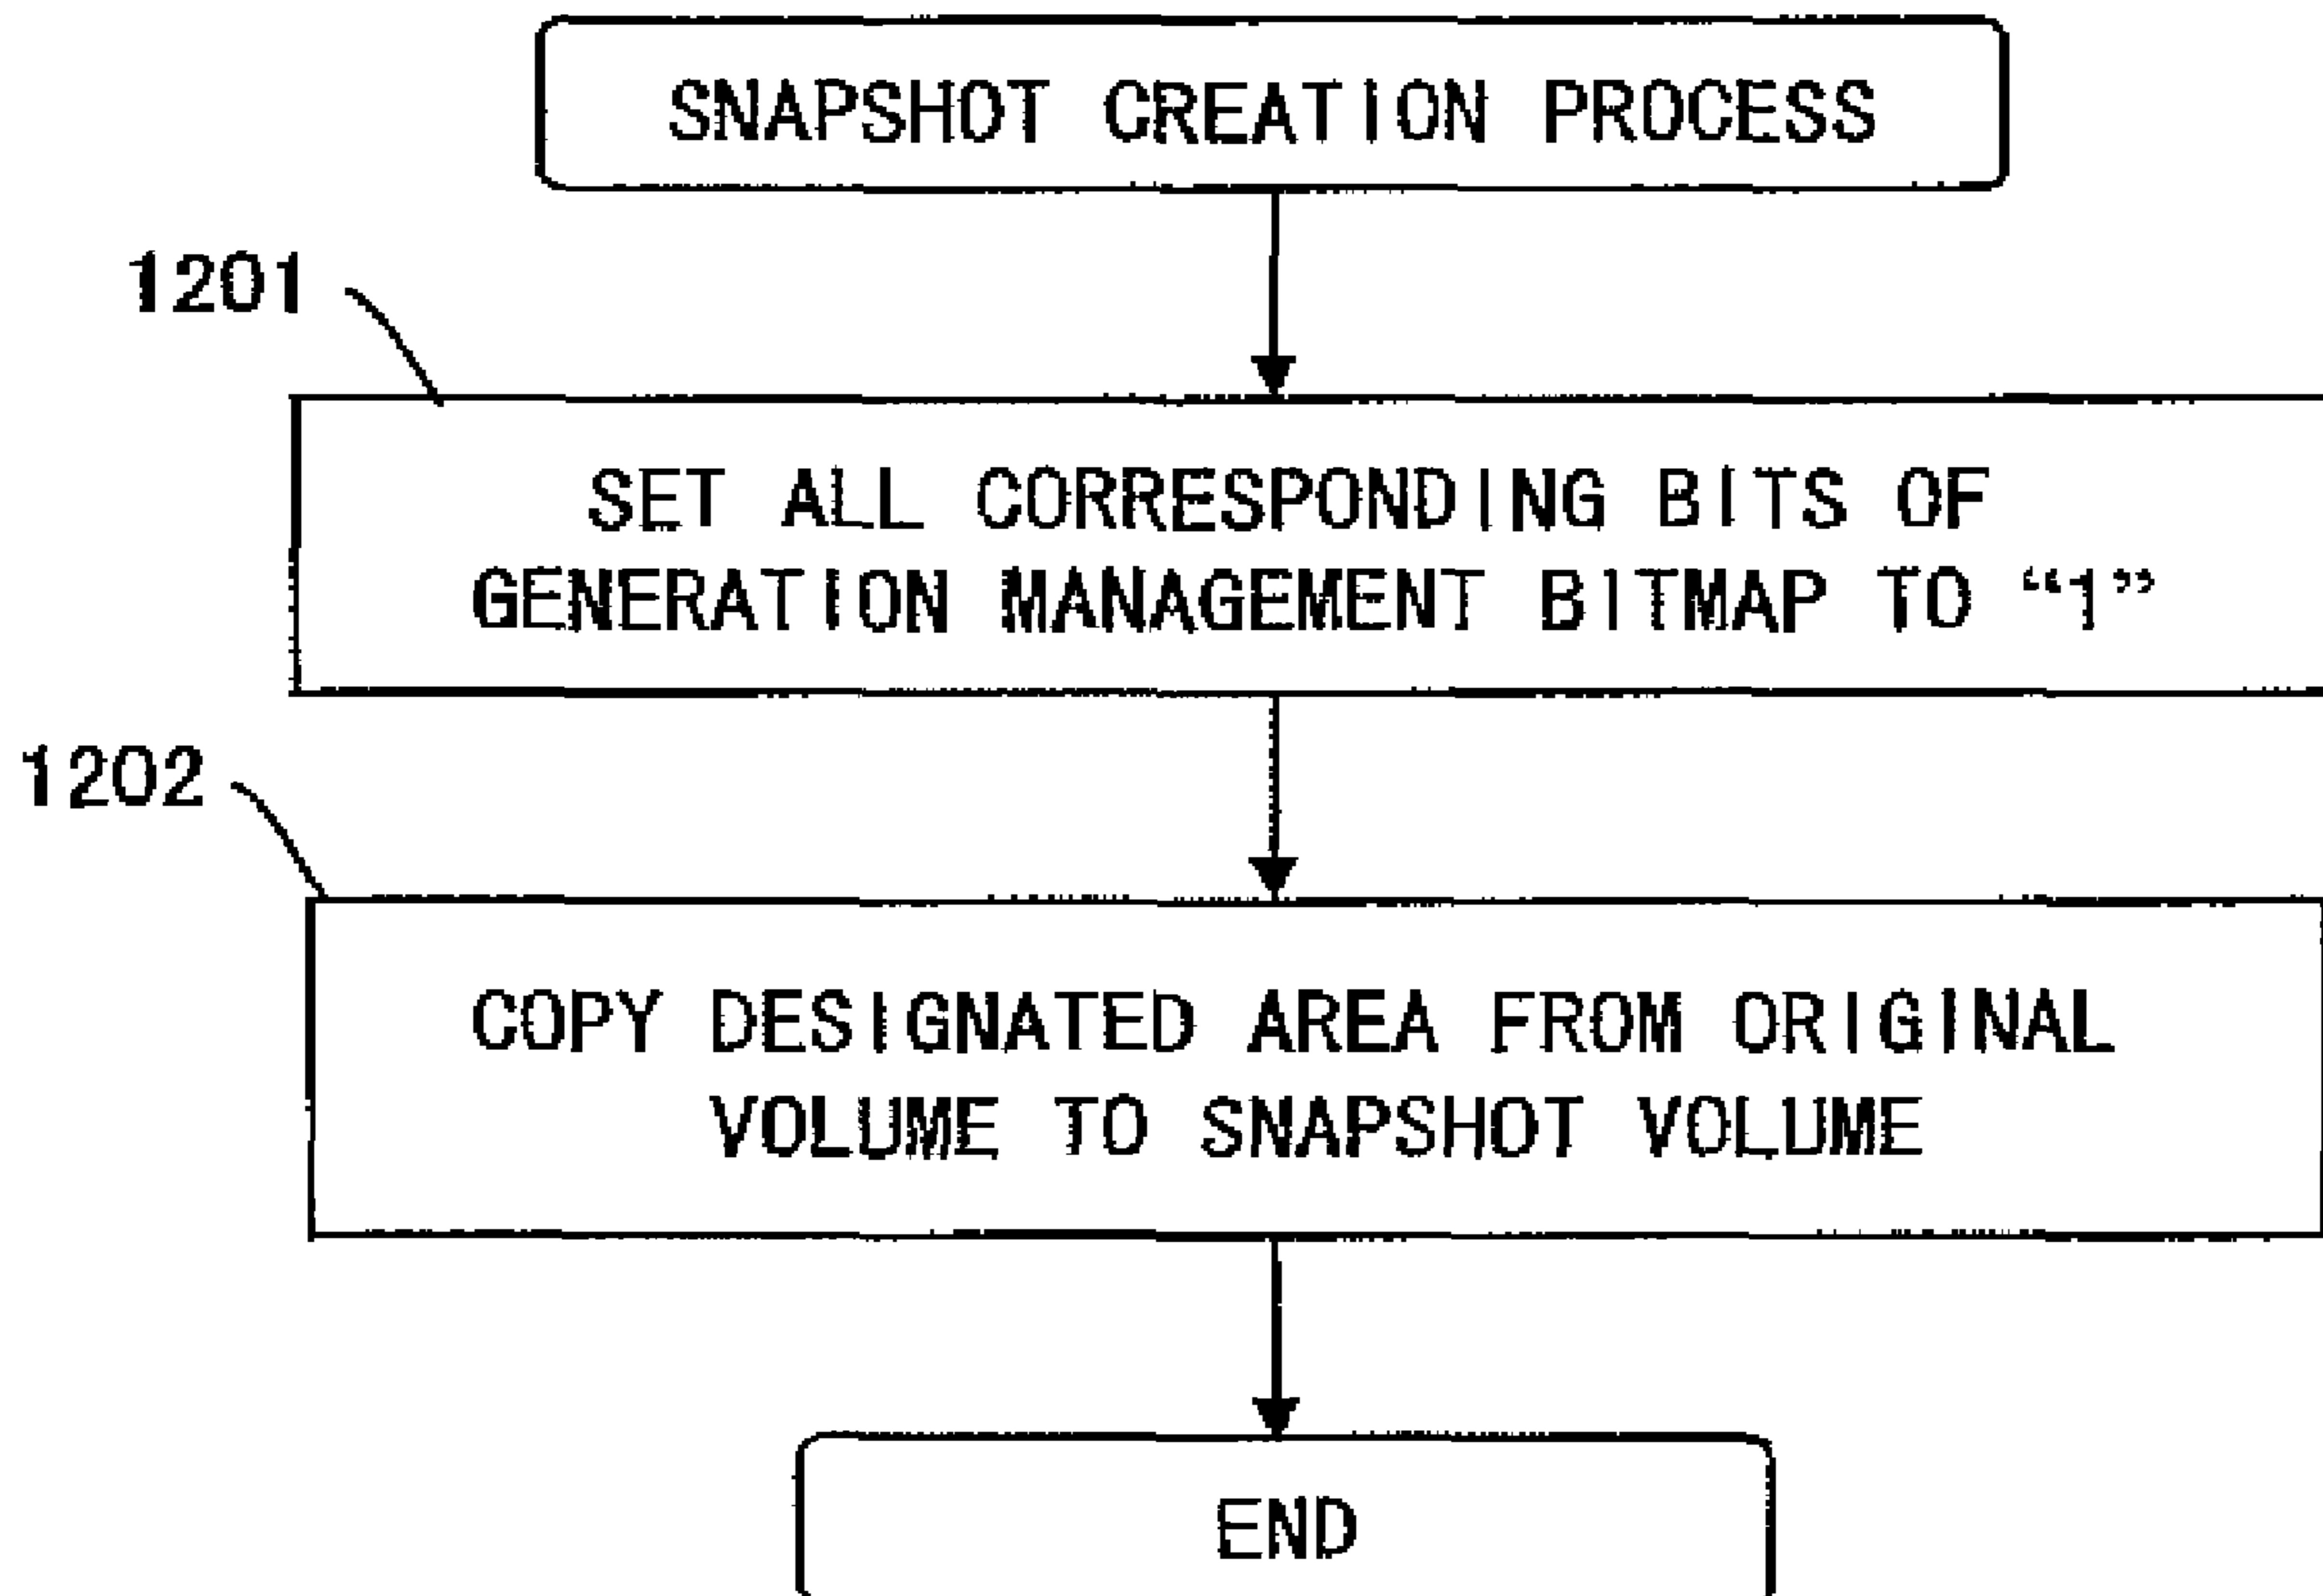 SNAPSHOT CREATION PROCESS
1201
SET ALL CORRESPONDING BITS OF
GENERATION MANAGEMENT BITMAP TO “1”
1202
COPY DESIGNATED AREA FROM ORIGINAL
VOLUME TO SNAPSHOT VOLUME
END